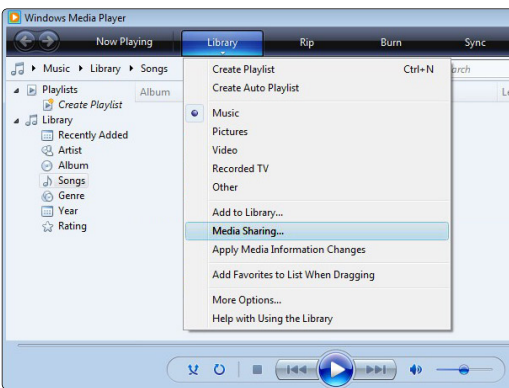 Windows Media Player
Now Playing Library Rip Burn Sync
Music Library Songs
Playlists
Create Playlist
Library
Recently Added
Artist
Album
Songs
Genre
Year
Rating
Album
Create Playlist Ctrl+N
Create Auto Playlist
Music
Pictures
Video
Recorded TV
Other
Add to Library...
Media Sharing...
Apply Media Information Changes
Add Favorites to List When Dragging
More Options...
Help with Using the Library